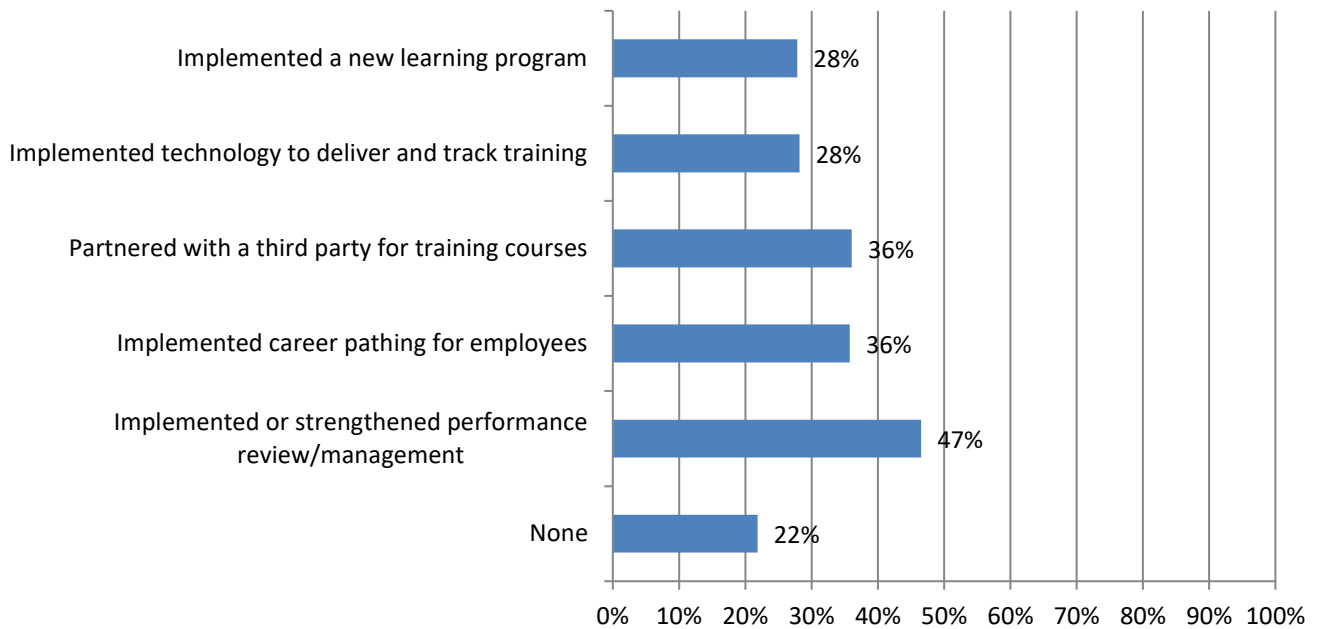 Implemented a new learning program
28%
Implemented technology to deliver and track training
28%
Partnered with a third party for training courses
36%
Implemented career pathing for employees
36%
Implemented or strengthened performance
review/management
47%
None
22%
0% 10% 20% 30% 40% 50% 60% 70% 80% 90% 100%